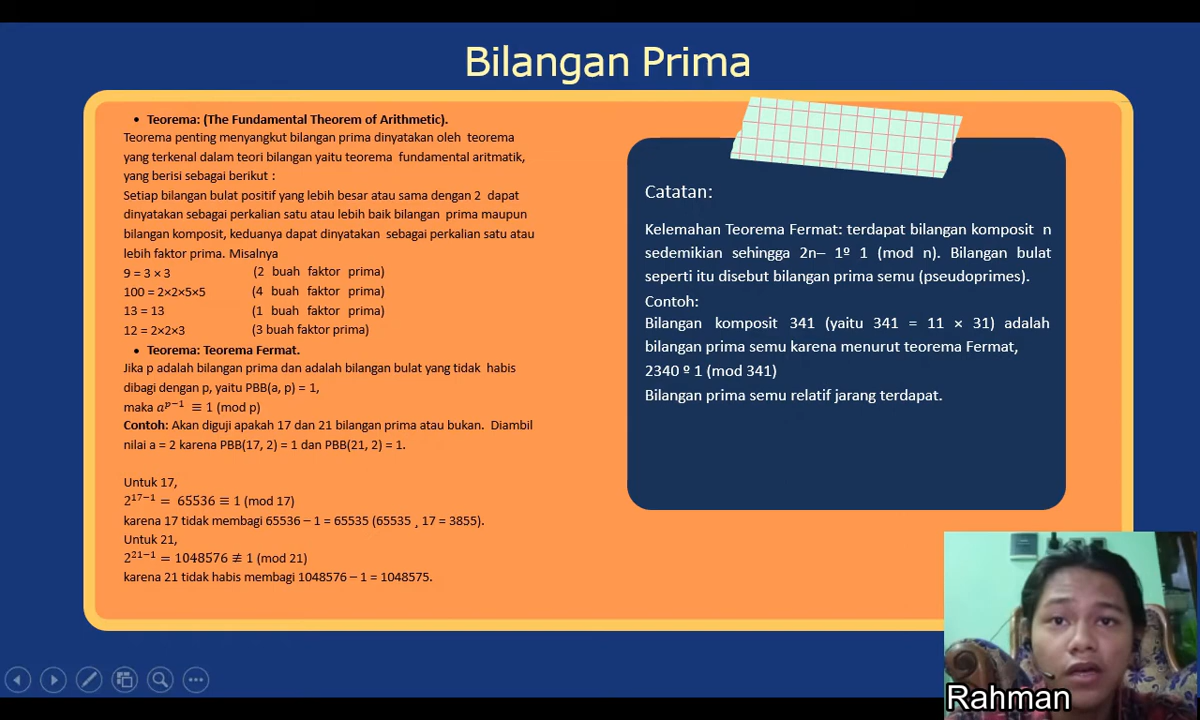 Bilangan Prima
• Teorema: (The Fundamental Theorem of Arithmetic).
Teorema penting menyangkut bilangan prima dinyatakan oleh teorema
yang terkenal dalam teori bilangan yaitu teorema fundamental aritmatik,
yang berisi sebagai berikut :
Setiap bilangan bulat positif yang lebih besar atau sama dengan 2 dapat
dinyatakan sebagai perkalian satu atau lebih baik bilangan prima maupun
bilangan komposit, keduanya dapat dinyatakan sebagai perkalian satu atau
lebih faktor prima. Misalnya
9 = 3 × 3 (2 buah faktor prima)
100 = 2×2×5×5 (4 buah faktor prima)
13 = 13 (1 buah faktor prima)
12 = 2×2×3 (3 buah faktor prima)
• Teorema: Teorema Fermat.
Jika p adalah bilangan prima dan adalah bilangan bulat yang tidak habis
dibagi dengan p, yaitu PBB(a, p) = 1,
maka a^{p−1} ≡ 1 (mod p)
Contoh: Akan diguji apakah 17 dan 21 bilangan prima atau bukan. Diambil
nilai a = 2 karena PBB(17, 2) = 1 dan PBB(21, 2) = 1.
Untuk 17,
2^{17−1} = 65536 ≡ 1 (mod 17)
karena 17 tidak membagi 65536 – 1 = 65535 (65535 ¸ 17 = 3855).
Untuk 21,
2^{21−1} = 1048576 ≢ 1 (mod 21)
karena 21 tidak habis membagi 1048576 – 1 = 1048575.
Catatan:
Kelemahan Teorema Fermat: terdapat bilangan komposit n
sedemikian sehingga 2n– 1º 1 (mod n). Bilangan bulat
seperti itu disebut bilangan prima semu (pseudoprimes).
Contoh:
Bilangan komposit 341 (yaitu 341 = 11 × 31) adalah
bilangan prima semu karena menurut teorema Fermat,
2340 º 1 (mod 341)
Bilangan prima semu relatif jarang terdapat.
Rahman